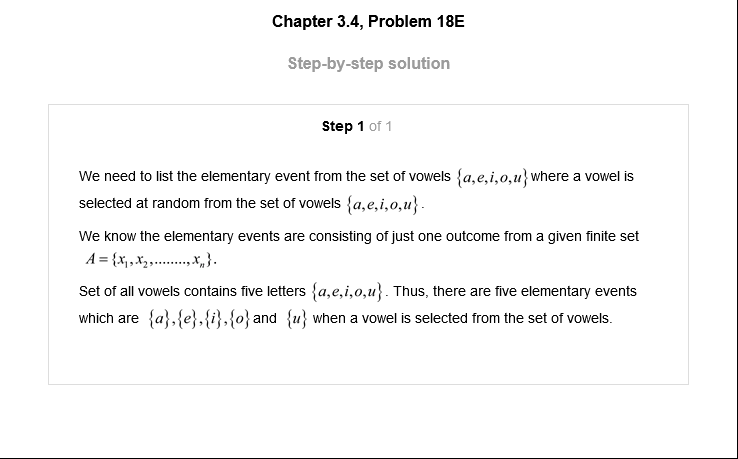 Chapter 3.4, Problem 18E
Step-by-step solution
Step 1 of 1
We need to list the elementary event from the set of vowels {a,e,i,o,u} where a vowel is
selected at random from the set of vowels {a,e,i,o,u}.
We know the elementary events are consisting of just one outcome from a given finite set
A = {x₁,x₂,.........,xₙ}.
Set of all vowels contains five letters {a,e,i,o,u}. Thus, there are five elementary events
which are {a},{e},{i},{o} and {u} when a vowel is selected from the set of vowels.